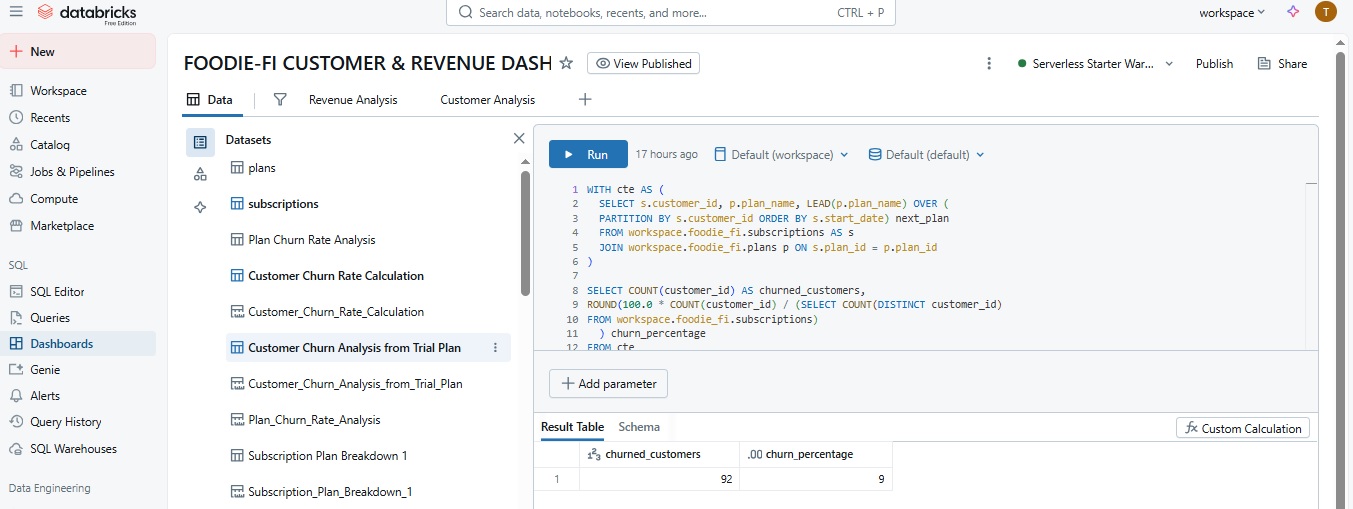 databricks
Free Edition
Search data, notebooks, recents, and more...
CTRL + P
workspace
T
New
Workspace
Recents
Catalog
Jobs & Pipelines
Compute
Marketplace
SQL
SQL Editor
Queries
Dashboards
Genie
Alerts
Query History
SQL Warehouses
Data Engineering
FOODIE-FI CUSTOMER & REVENUE DASH
View Published
Serverless Starter War...
Publish
Share
Data
Revenue Analysis
Customer Analysis
Datasets
plans
subscriptions
Plan Churn Rate Analysis
Customer Churn Rate Calculation
Customer_Churn_Rate_Calculation
Customer Churn Analysis from Trial Plan
Customer_Churn_Analysis_from_Trial_Plan
Plan_Churn_Rate_Analysis
Subscription Plan Breakdown 1
Subscription_Plan_Breakdown_1
Run
17 hours ago
Default (workspace)
Default (default)
1 WITH cte AS (
2 SELECT s.customer_id, p.plan_name, LEAD(p.plan_name) OVER (
3 PARTITION BY s.customer_id ORDER BY s.start_date) next_plan
4 FROM workspace.foodie_fi.subscriptions AS s
5 JOIN workspace.foodie_fi.plans p ON s.plan_id = p.plan_id
6 )
7
8 SELECT COUNT(customer_id) AS churned_customers,
9 ROUND(100.0 * COUNT(customer_id) / (SELECT COUNT(DISTINCT customer_id)
10 FROM workspace.foodie_fi.subscriptions)
11 ) churn_percentage
12 FROM cte
Add parameter
Result Table
Schema
fx Custom Calculation
123 churned_customers
.00 churn_percentage
1 92 9